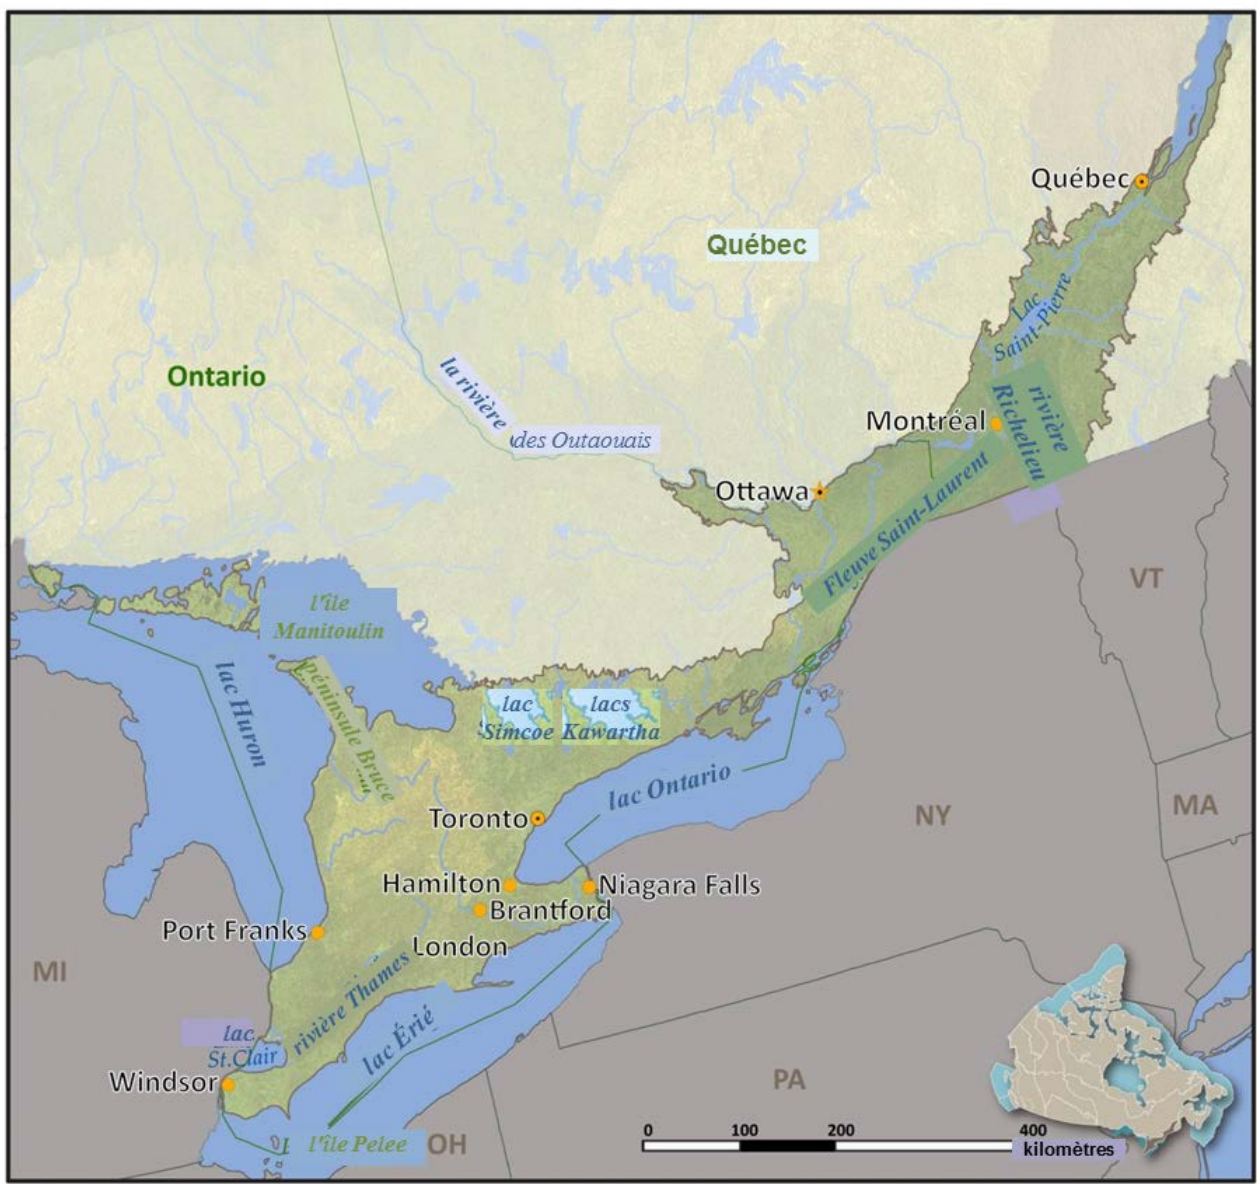 Québec
Québec
Lac
Saint-Pierre
Ontario
la rivière
des Outaouais
Montréal
rivière
Richelieu
Ottawa
Fleuve Saint-Laurent
VT
l'île
Manitoulin
lac Huron
péninsule Bruce
lac
Simcoe
lacs
Kawartha
lac Ontario
Toronto
NY
MA
Hamilton
Niagara Falls
Brantford
Port Franks
London
MI
rivière Thames
lac Érié
lac
St.Clair
Windsor
PA
l'île Pelee
OH
0 100 200 400
kilomètres